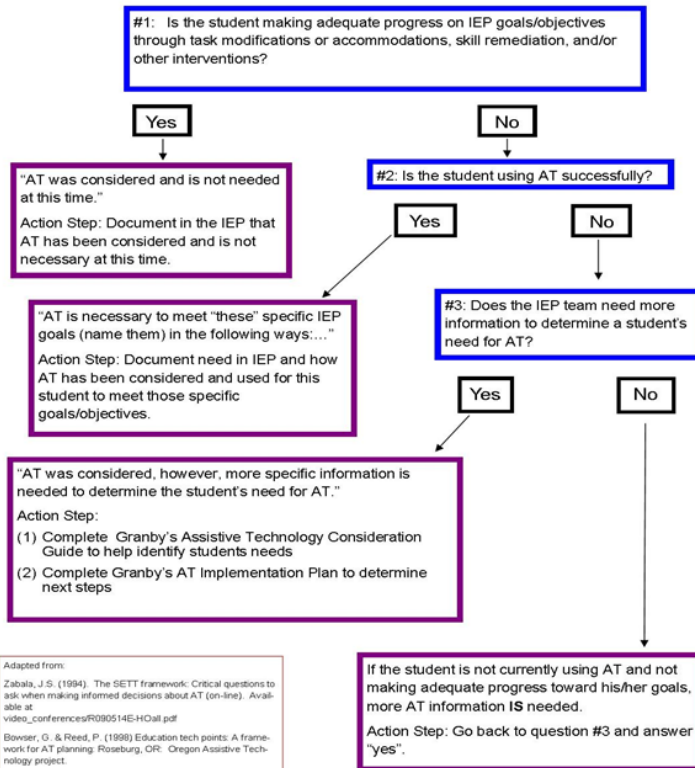 #1: Is the student making adequate progress on IEP goals/objectives
through task modifications or accommodations, skill remediation, and/or
other interventions?
Yes
No
"AT was considered and is not needed
at this time."
Action Step: Document in the IEP that
AT has been considered and is not
necessary at this time.
#2: Is the student using AT successfully?
Yes
No
"AT is necessary to meet "these" specific IEP
goals (name them) in the following ways:..."
Action Step: Document need in IEP and how
AT has been considered and used for this
student to meet those specific
goals/objectives.
#3: Does the IEP team need more
information to determine a student's
need for AT?
Yes
No
"AT was considered, however, more specific information is
needed to determine the student's need for AT."
Action Step:
(1) Complete Granby's Assistive Technology Consideration
Guide to help identify students needs
(2) Complete Granby's AT Implementation Plan to determine
next steps
If the student is not currently using AT and not
making adequate progress toward his/her goals,
more AT information IS needed.
Action Step: Go back to question #3 and answer
"yes".
Adapted from:
Zabala, J.S. (1994). The SETT framework: Critical questions to
ask when making informed decisions about AT (on-line). Avail-
able at
video_conferences/R090514E-HOall.pdf
Bowser, G. & Reed, P. (1998) Education tech points: A frame-
work for AT planning: Roseburg, OR: Oregon Assistive Tech-
nology project.